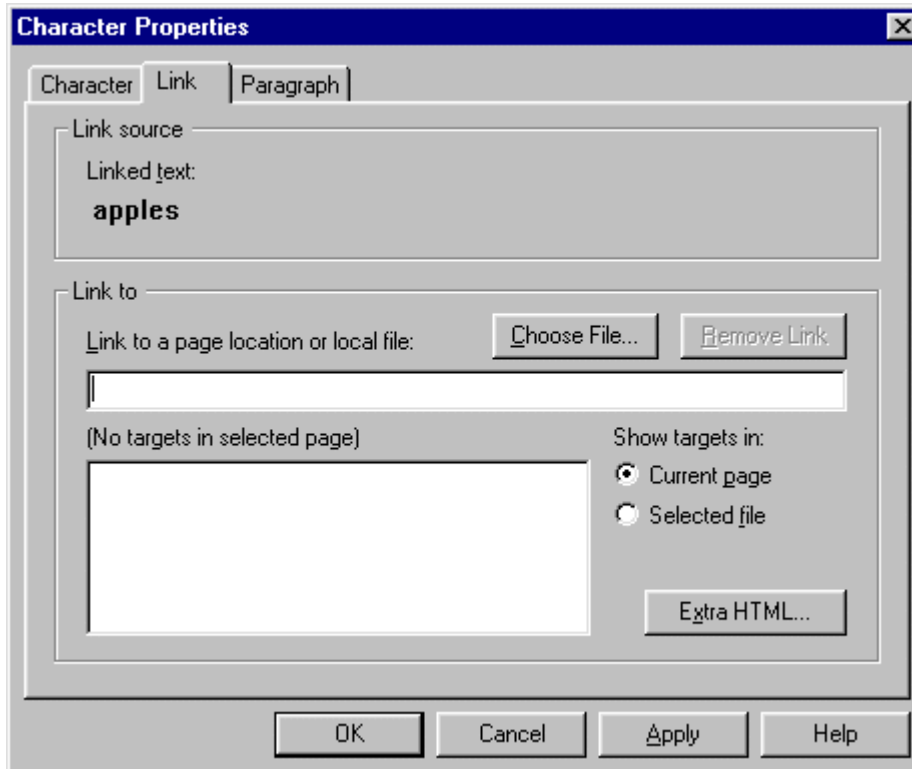 Character Properties
Character Link Paragraph
Link source
Linked text:
apples
Link to
Link to a page location or local file: Choose File... Remove Link
(No targets in selected page) Show targets in:
Current page
Selected file
Extra HTML...
OK Cancel Apply Help